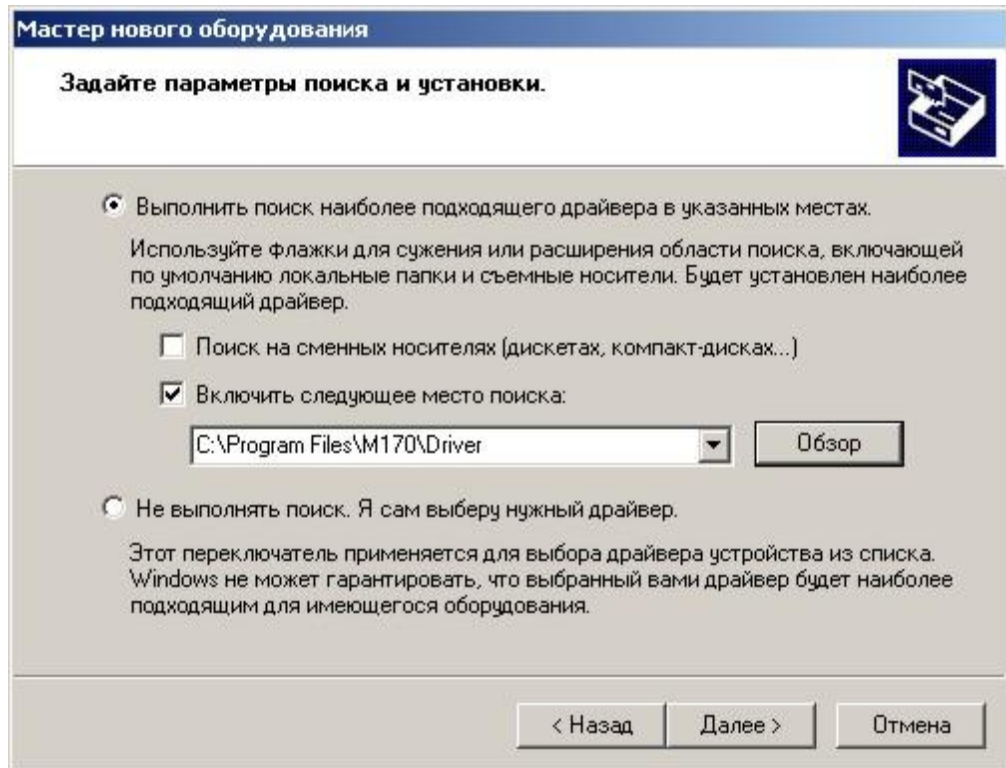 Мастер нового оборудования
Задайте параметры поиска и установки.
Выполнить поиск наиболее подходящего драйвера в указанных местах.
Используйте флажки для сужения или расширения области поиска, включающей
по умолчанию локальные папки и съемные носители. Будет установлен наиболее
подходящий драйвер.
Поиск на сменных носителях (дискетах, компакт-дисках...)
Включить следующее место поиска:
C:\Program Files\M170\Driver
Обзор
Не выполнять поиск. Я сам выберу нужный драйвер.
Этот переключатель применяется для выбора драйвера устройства из списка.
Windows не может гарантировать, что выбранный вами драйвер будет наиболее
подходящим для имеющегося оборудования.
< Назад
Далее >
Отмена